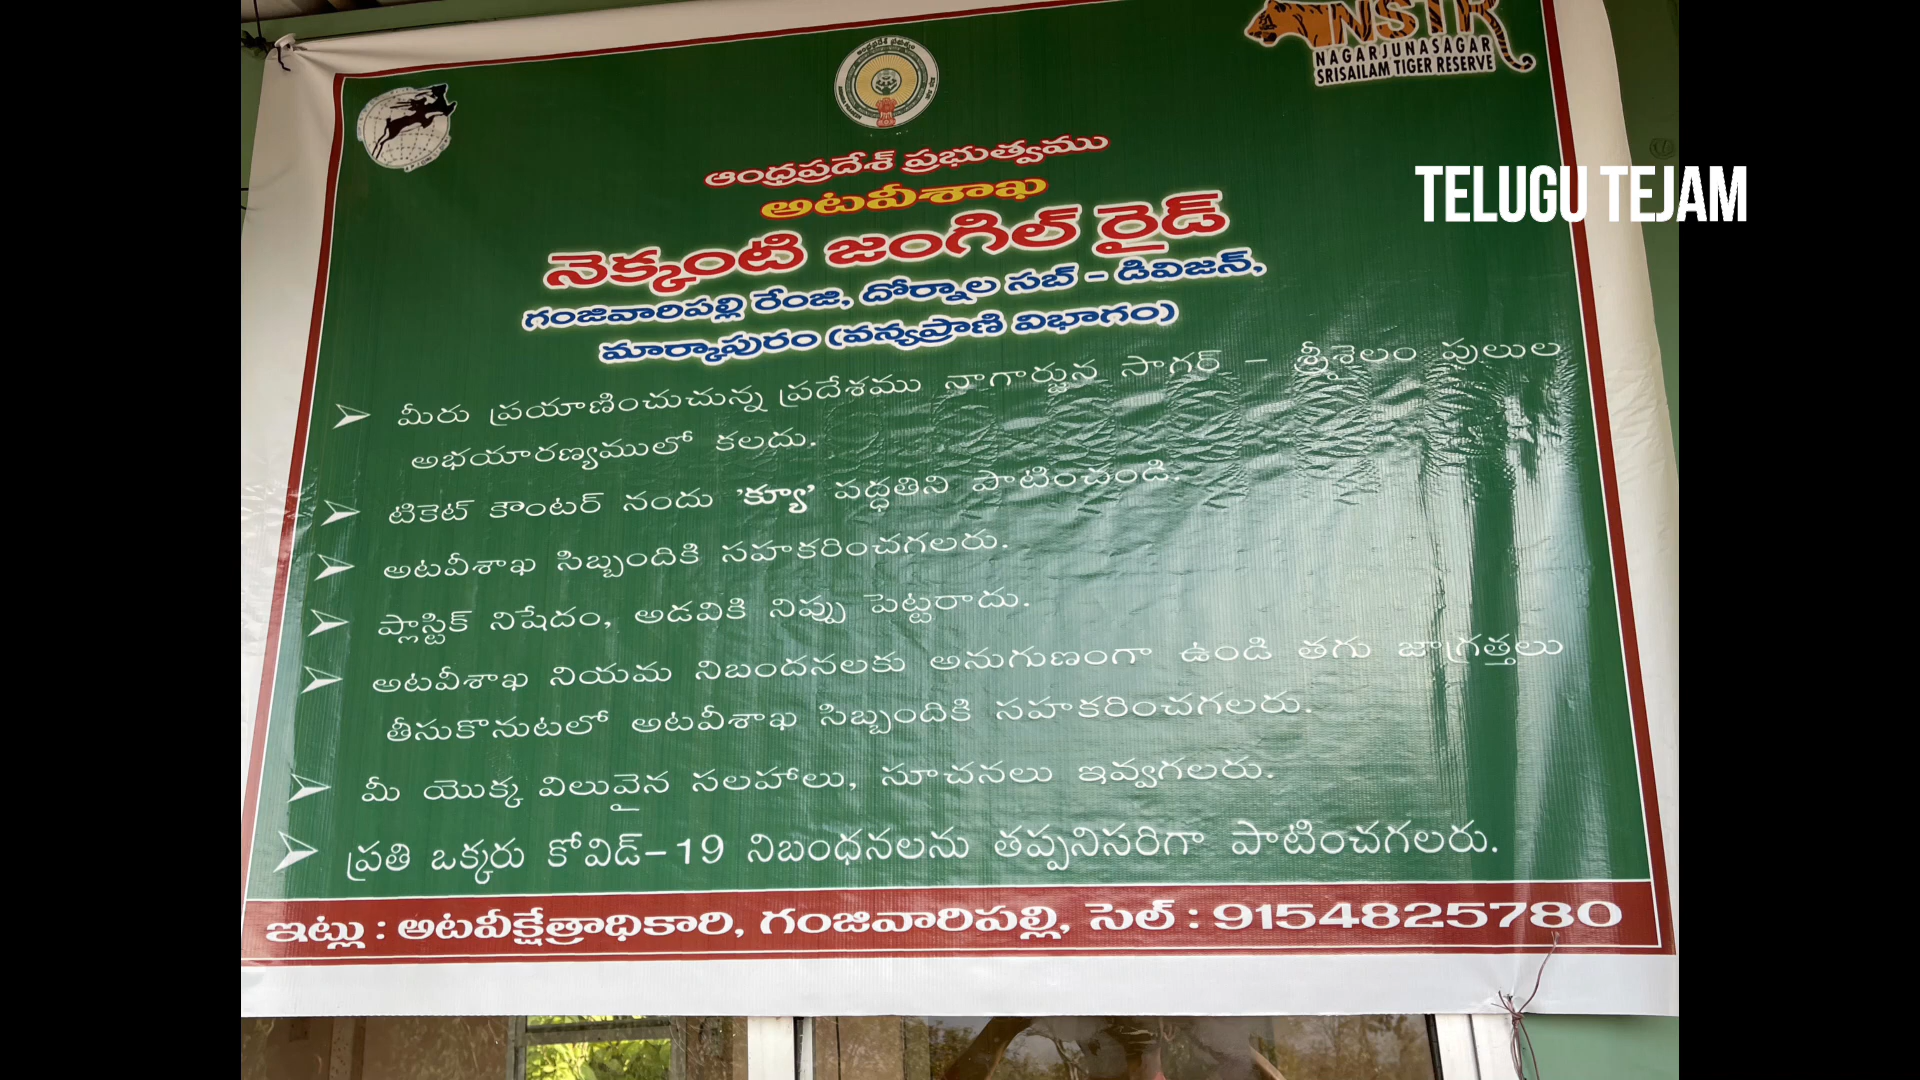 NSTR
NAGARJUNASAGAR
SRISAILAM TIGER RESERVE
TELUGU TEJAM
ఆంధ్రప్రదేశ్ ప్రభుత్వము
అటవీశాఖ
నెక్కంటి జంగిల్ రైడ్
గంజివారిపల్లి రేంజి, దోర్నాల సబ్ - డివిజన్,
మార్కాపురం (వన్యప్రాణి విభాగం)
మీరు ప్రయాణించుచున్న ప్రదేశము నాగార్జున సాగర్ - శ్రీశైలం పులుల
అభయారణ్యములో కలదు.
టికెట్ కౌంటర్ నందు 'క్యూ' పద్ధతిని పాటించండి.
అటవీశాఖ సిబ్బందికి సహకరించగలరు.
ప్లాస్టిక్ నిషేదం, అడవికి నిప్పు పెట్టరాదు.
అటవీశాఖ నియమ నిబందనలకు అనుగుణంగా ఉండి తగు జాగ్రత్తలు
తీసుకొనుటలో అటవీశాఖ సిబ్బందికి సహకరించగలరు.
మీ యొక్క విలువైన సలహాలు, సూచనలు ఇవ్వగలరు.
ప్రతి ఒక్కరు కోవిడ్-19 నిబంధనలను తప్పనిసరిగా పాటించగలరు.
ఇట్లు : అటవీక్షేత్రాధికారి, గంజివారిపల్లి, సెల్ : 9154825780